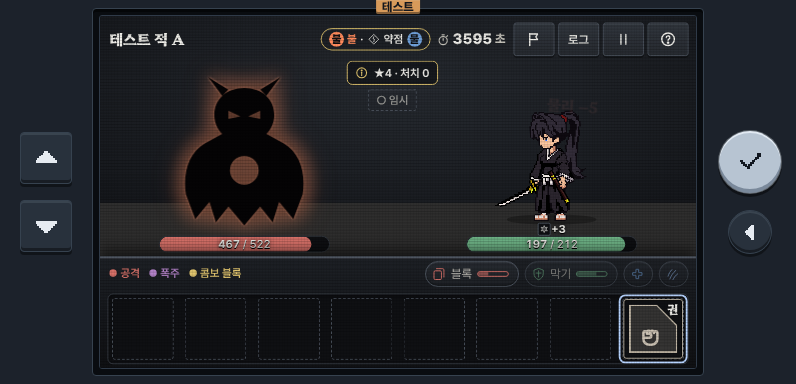 테스트
테스트 적 A
불 불 · 약점 물 3595 초 로그
★4 · 처치 0
임시
+3
467 / 522
197 / 212
공격 폭주 콤보 블록 블록 막기
권